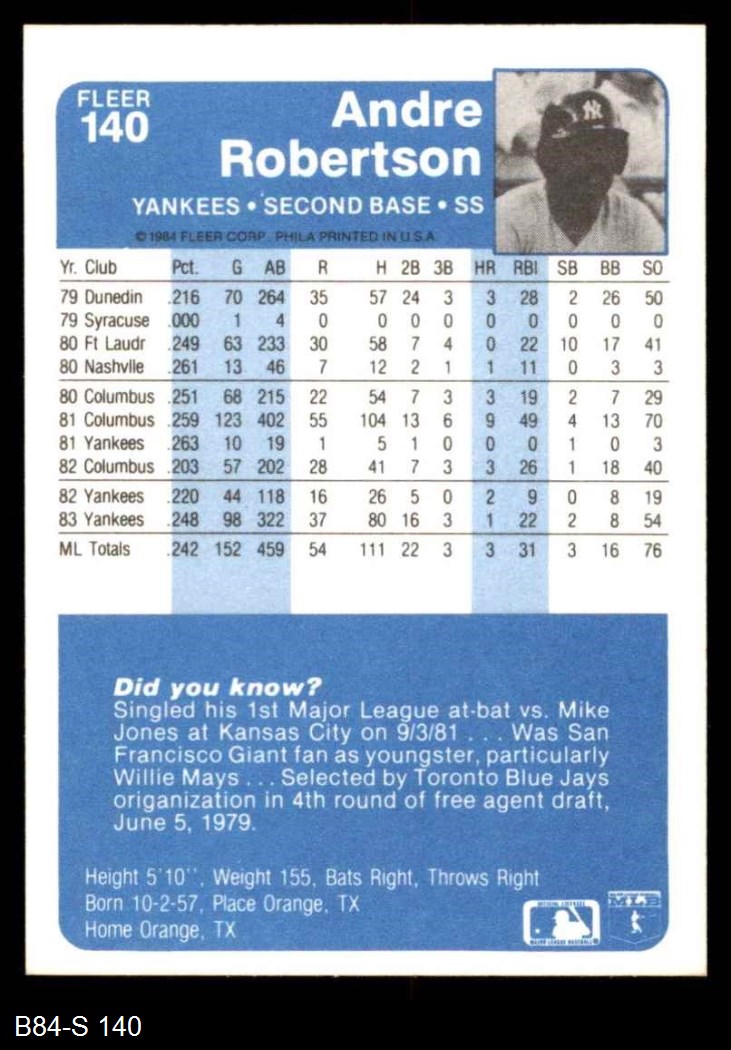 FLEER
140
Andre
Robertson
YANKEES • SECOND BASE • SS
© 1984 FLEER CORP. PHILA PRINTED IN U.S.A.
NY
Yr. Club Pct. G AB R H 2B 3B HR RBI SB BB SO
79 Dunedin .216 70 264 35 57 24 3 3 28 2 26 50
79 Syracuse .000 1 4 0 0 0 0 0 0 0 0 0
80 Ft Laudr .249 63 233 30 58 7 4 0 22 10 17 41
80 Nashvlle .261 13 46 7 12 2 1 1 11 0 3 3
80 Columbus .251 68 215 22 54 7 3 3 19 2 7 29
81 Columbus .259 123 402 55 104 13 6 9 49 4 13 70
81 Yankees .263 10 19 1 5 1 0 0 0 1 0 3
82 Columbus .203 57 202 28 41 7 3 3 26 1 18 40
82 Yankees .220 44 118 16 26 5 0 2 9 0 8 19
83 Yankees .248 98 322 37 80 16 3 1 22 2 8 54
ML Totals .242 152 459 54 111 22 3 3 31 3 16 76
Did you know?
Singled his 1st Major League at-bat vs. Mike
Jones at Kansas City on 9/3/81 . . . Was San
Francisco Giant fan as youngster, particularly
Willie Mays . . . Selected by Toronto Blue Jays
origanization in 4th round of free agent draft,
June 5, 1979.
Height 5'10'', Weight 155, Bats Right, Throws Right
Born 10-2-57, Place Orange, TX
Home Orange, TX
MAJOR LEAGUE BASEBALL
B84-S 140